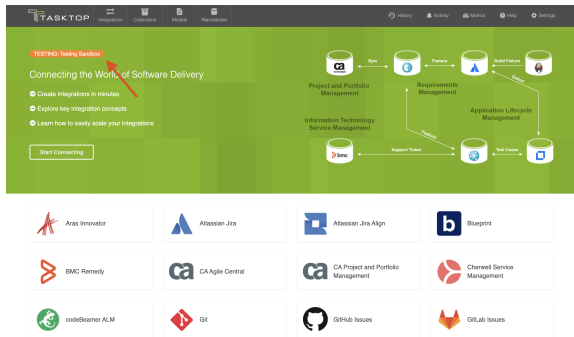 TASKTOP
Integrations
Collections
Models
Repositories
History
Activity
Metrics
Help
Settings
TESTING: Testing Sandbox
Connecting the World of Software Delivery
Create integrations in minutes
Explore key integration concepts
Learn how to easily scale your integrations
Start Connecting
Epic
Feature
Build Failure
ca
Project and Portfolio
Management
Requirements
Management
Defect
Application Lifecycle
Management
Information Technology
Service Management
Feature
bmc
Support Ticket
Test Cases
Aras Innovator
Atlassian Jira
Atlassian Jira Align
b
Blueprint
BMC Remedy
ca
CA Agile Central
ca
CA Project and Portfolio
Management
Cherwell Service
Management
codeBeamer ALM
Git
GitHub Issues
GitLab Issues